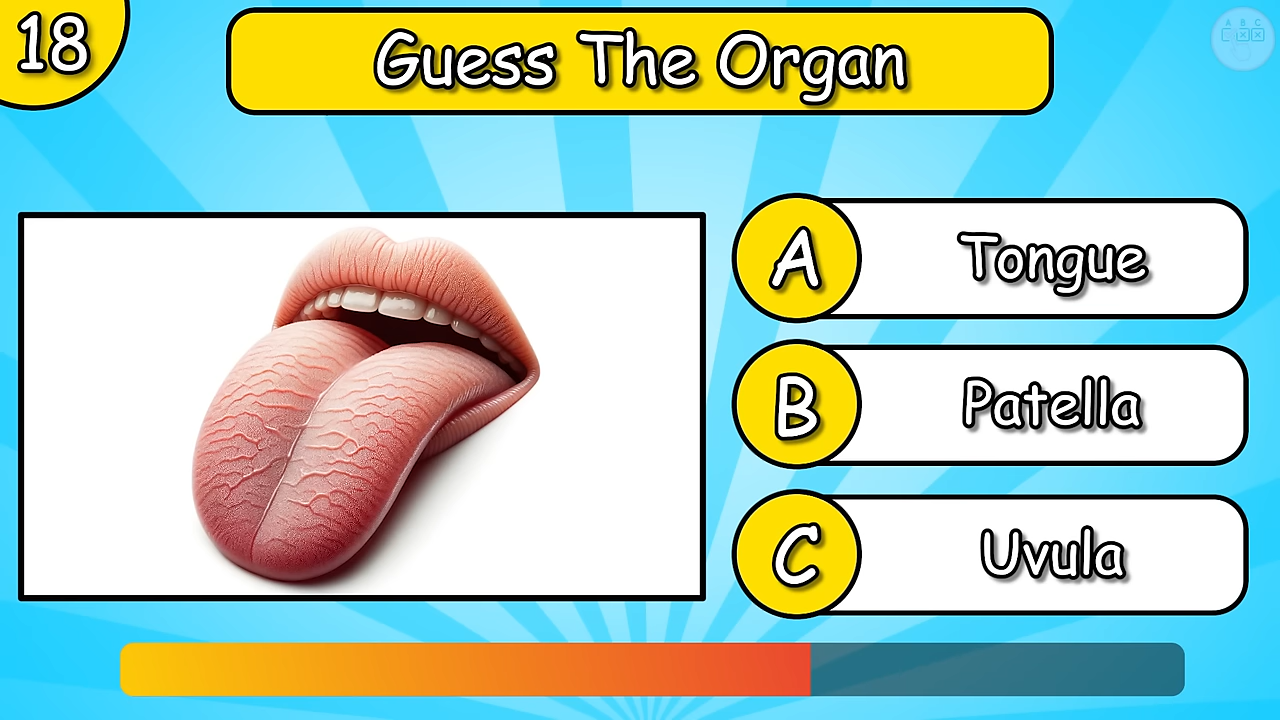 18
Guess The Organ
A B C
A Tongue
B Patella
C Uvula